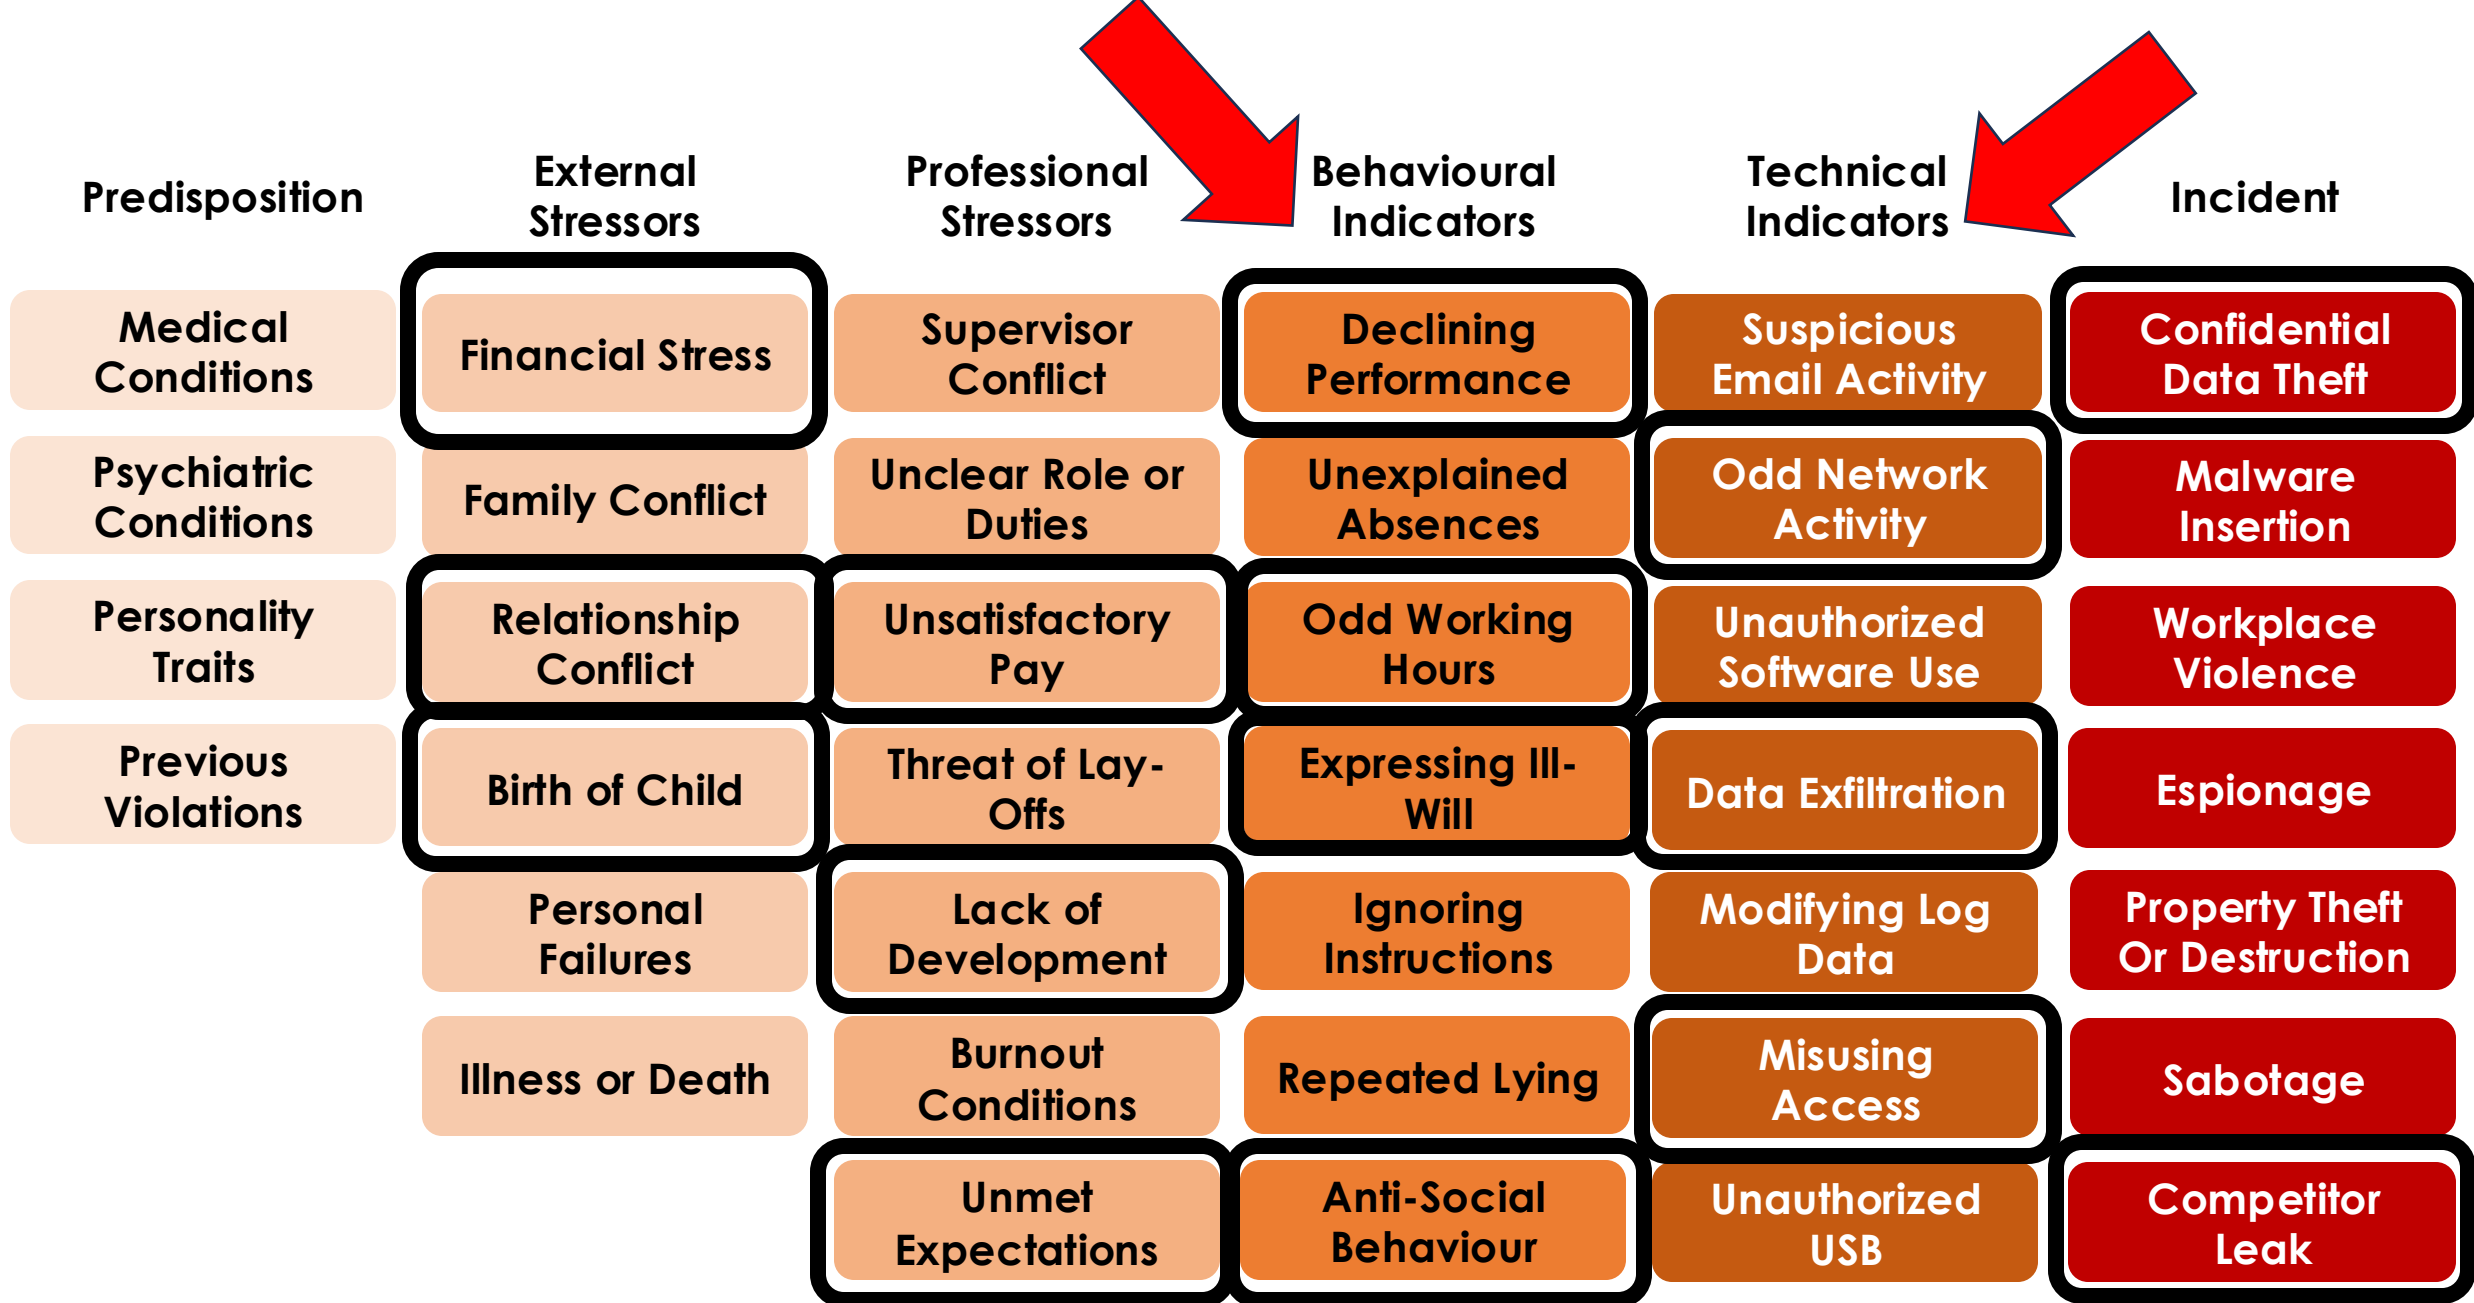 Predisposition
External
Stressors
Professional
Stressors
Behavioural
Indicators
Technical
Indicators
Incident
Medical
Conditions
Financial Stress
Supervisor
Conflict
Declining
Performance
Suspicious
Email Activity
Confidential
Data Theft
Psychiatric
Conditions
Family Conflict
Unclear Role or
Duties
Unexplained
Absences
Odd Network
Activity
Malware
Insertion
Personality
Traits
Relationship
Conflict
Unsatisfactory
Pay
Odd Working
Hours
Unauthorized
Software Use
Workplace
Violence
Previous
Violations
Birth of Child
Threat of Lay-
Offs
Expressing Ill-
Will
Data Exfiltration
Espionage
Personal
Failures
Lack of
Development
Ignoring
Instructions
Modifying Log
Data
Property Theft
Or Destruction
Illness or Death
Burnout
Conditions
Repeated Lying
Misusing
Access
Sabotage
Unmet
Expectations
Anti-Social
Behaviour
Unauthorized
USB
Competitor
Leak